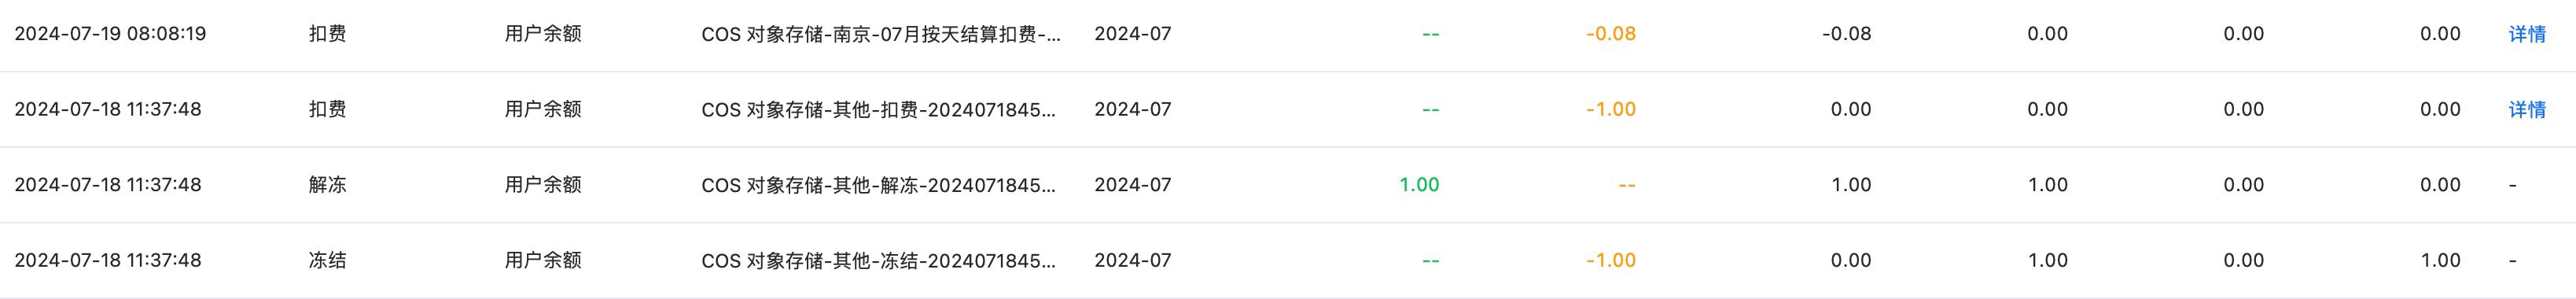 2024-07-19 08:08:19 扣费 用户余额 COS 对象存储-南京-07月按天结算扣费-... 2024-07 -- -0.08 -0.08 0.00 0.00 0.00 详情
2024-07-18 11:37:48 扣费 用户余额 COS 对象存储-其他-扣费-2024071845... 2024-07 -- -1.00 0.00 0.00 0.00 0.00 详情
2024-07-18 11:37:48 解冻 用户余额 COS 对象存储-其他-解冻-2024071845... 2024-07 1.00 -- 1.00 1.00 0.00 0.00 -
2024-07-18 11:37:48 冻结 用户余额 COS 对象存储-其他-冻结-2024071845... 2024-07 -- -1.00 0.00 1.00 0.00 1.00 -